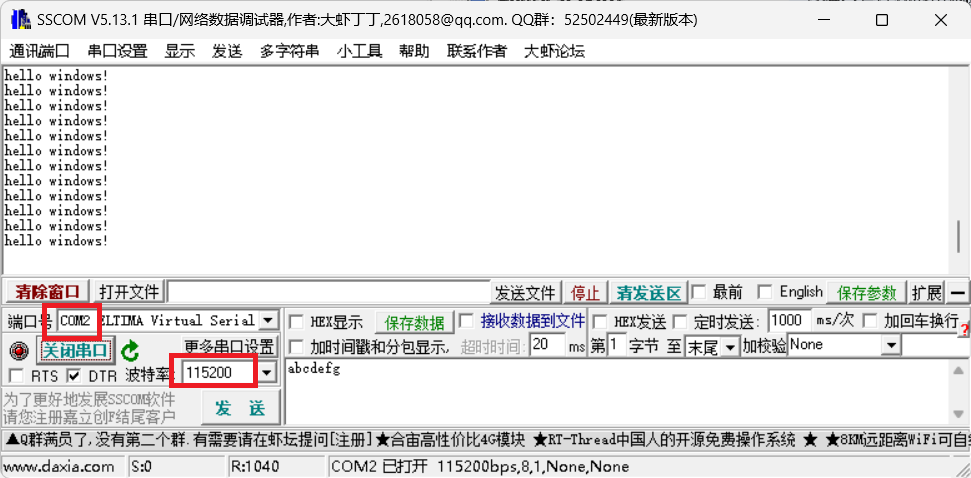 SSCOM V5.13.1 串口/网络数据调试器,作者:大虾丁丁,2618058@qq.com. QQ群：52502449(最新版本)
通讯端口 串口设置 显示 发送 多字符串 小工具 帮助 联系作者 大虾论坛
hello windows!
hello windows!
hello windows!
hello windows!
hello windows!
hello windows!
hello windows!
hello windows!
hello windows!
hello windows!
hello windows!
hello windows!
清除窗口 打开文件 发送文件 停止 清发送区 最前 English 保存参数 扩展
端口号 COM2 ELTIMA Virtual Serial HEX显示 保存数据 接收数据到文件 HEX发送 定时发送: 1000 ms/次 加回车换行
关闭串口 更多串口设置 加时间戳和分包显示, 超时时间: 20 ms 第 1 字节 至 末尾 加校验 None ?
RTS DTR 波特率: 115200 abcdefg
为了更好地发展SSCOM软件
请您注册嘉立创F结尾客户
发 送
▲Q群满员了,没有第二个群.有需要请在虾坛提问[注册]★合宙高性价比4G模块 ★RT-Thread中国人的开源免费操作系统 ★ ★8KM远距离WiFi可自
www.daxia.com S:0 R:1040 COM2 已打开 115200bps,8,1,None,None